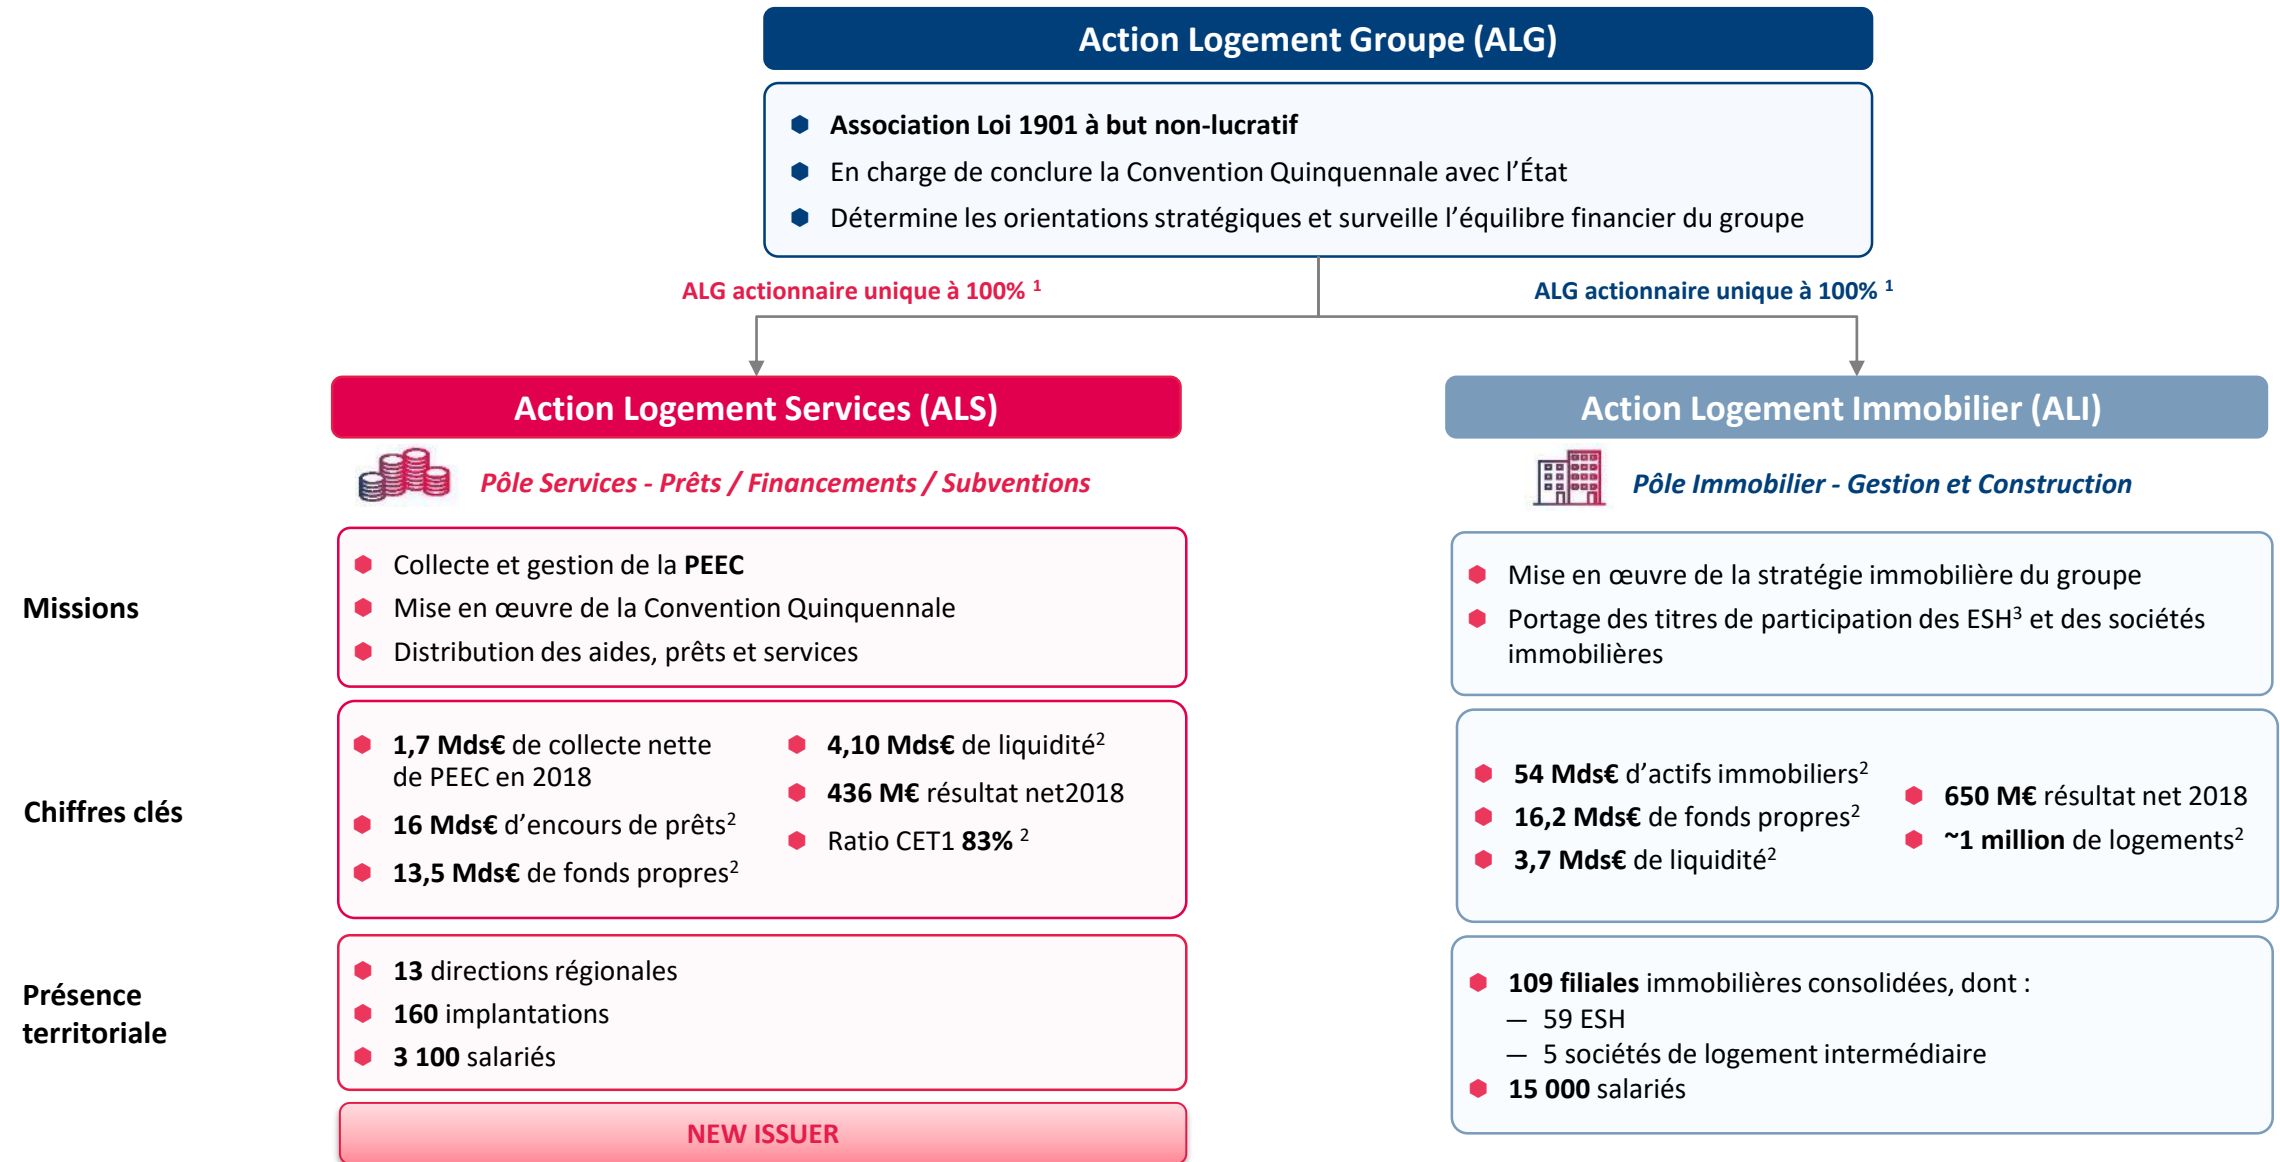 Action Logement Groupe (ALG)
Association Loi 1901 à but non-lucratif
En charge de conclure la Convention Quinquennale avec l’État
Détermine les orientations stratégiques et surveille l’équilibre financier du groupe
ALG actionnaire unique à 100% ¹
ALG actionnaire unique à 100% ¹
Action Logement Services (ALS)
Pôle Services - Prêts / Financements / Subventions
Action Logement Immobilier (ALI)
Pôle Immobilier - Gestion et Construction
Missions
Collecte et gestion de la PEEC
Mise en œuvre de la Convention Quinquennale
Distribution des aides, prêts et services
Mise en œuvre de la stratégie immobilière du groupe
Portage des titres de participation des ESH³ et des sociétés
immobilières
Chiffres clés
1,7 Mds€ de collecte nette
de PEEC en 2018
16 Mds€ d’encours de prêts²
13,5 Mds€ de fonds propres²
4,10 Mds€ de liquidité²
436 M€ résultat net2018
Ratio CET1 83% ²
54 Mds€ d’actifs immobiliers²
16,2 Mds€ de fonds propres²
3,7 Mds€ de liquidité²
650 M€ résultat net 2018
~1 million de logements²
Présence
territoriale
13 directions régionales
160 implantations
3 100 salariés
109 filiales immobilières consolidées, dont :
— 59 ESH
— 5 sociétés de logement intermédiaire
15 000 salariés
NEW ISSUER